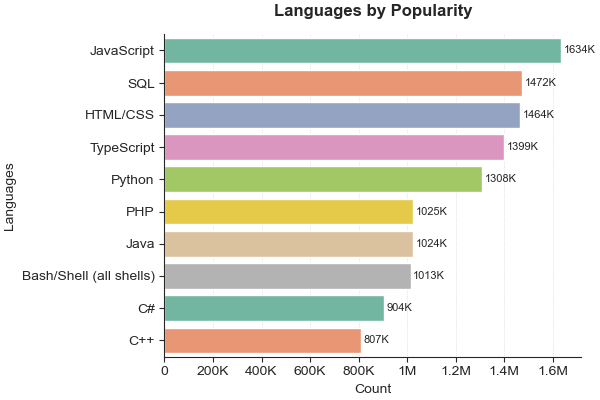 Languages by Popularity
JavaScript 1634K
SQL 1472K
HTML/CSS 1464K
TypeScript 1399K
Python 1308K
PHP 1025K
Java 1024K
Bash/Shell (all shells) 1013K
C# 904K
C++ 807K
Languages
0 200K 400K 600K 800K 1M 1.2M 1.4M 1.6M
Count